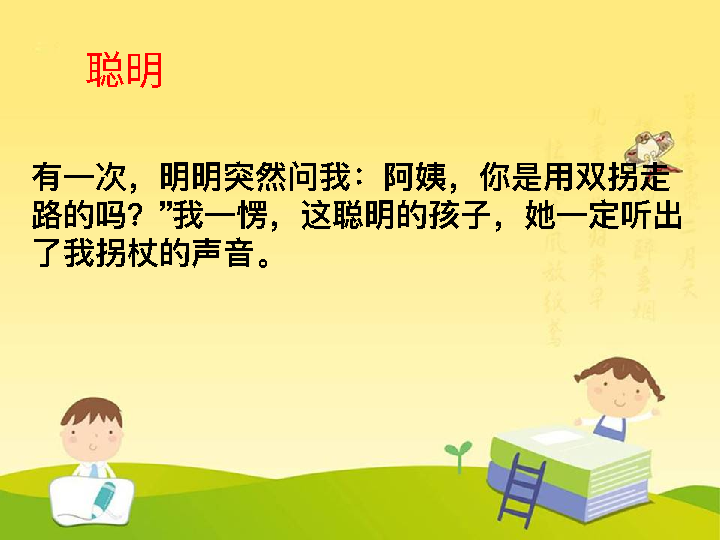 聪明
有一次，明明突然问我：阿姨，你是用双拐走
路的吗？”我一愣，这聪明的孩子，她一定听出
了我拐杖的声音。